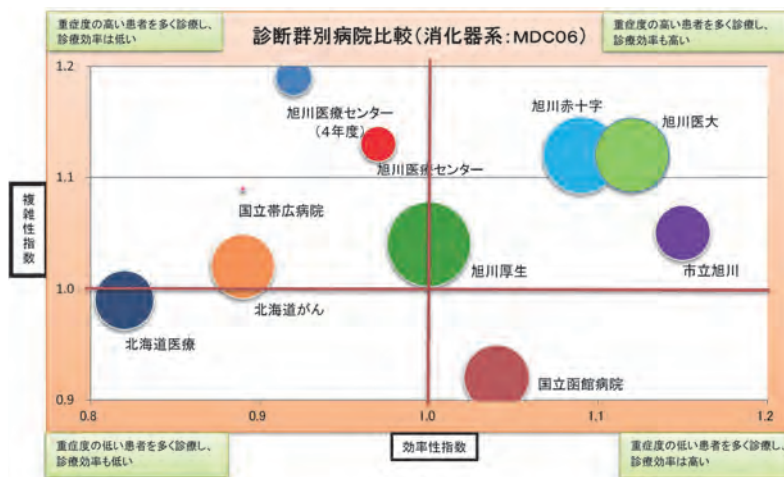 重症度の高い患者を多く診療し、
診療効率は低い
診断群別病院比較(消化器系:MDC06)
重症度の高い患者を多く診療し、
診療効率も高い
1.2
旭川医療センター
(4年度)
旭川赤十字
旭川医大
旭川医療センター
1.1
国立帯広病院
複雑性指数
旭川厚生
市立旭川
1.0
北海道がん
北海道医療
国立函館病院
0.9
0.8
0.9
1.0
1.1
1.2
重症度の低い患者を多く診療し、
診療効率も低い
効率性指数
重症度の低い患者を多く診療し、
診療効率は高い